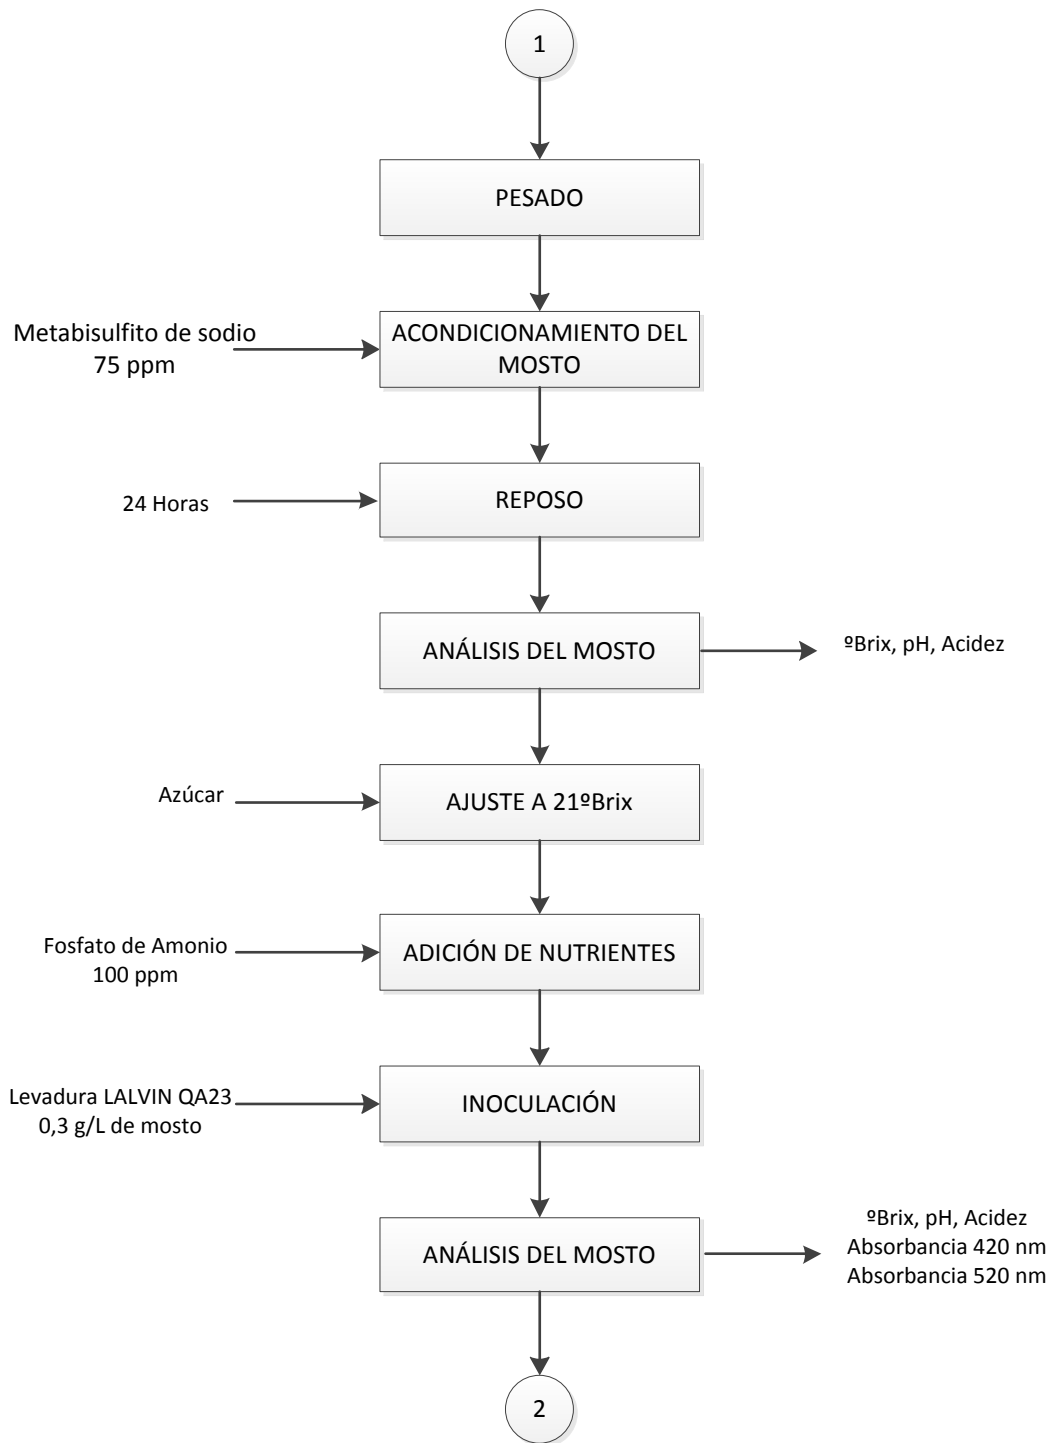 1
PESADO
Metabisulfito de sodio
75 ppm
ACONDICIONAMIENTO DEL
MOSTO
24 Horas
REPOSO
ANÁLISIS DEL MOSTO
ºBrix, pH, Acidez
Azúcar
AJUSTE A 21ºBrix
Fosfato de Amonio
100 ppm
ADICIÓN DE NUTRIENTES
Levadura LALVIN QA23
0,3 g/L de mosto
INOCULACIÓN
ANÁLISIS DEL MOSTO
ºBrix, pH, Acidez
Absorbancia 420 nm
Absorbancia 520 nm
2